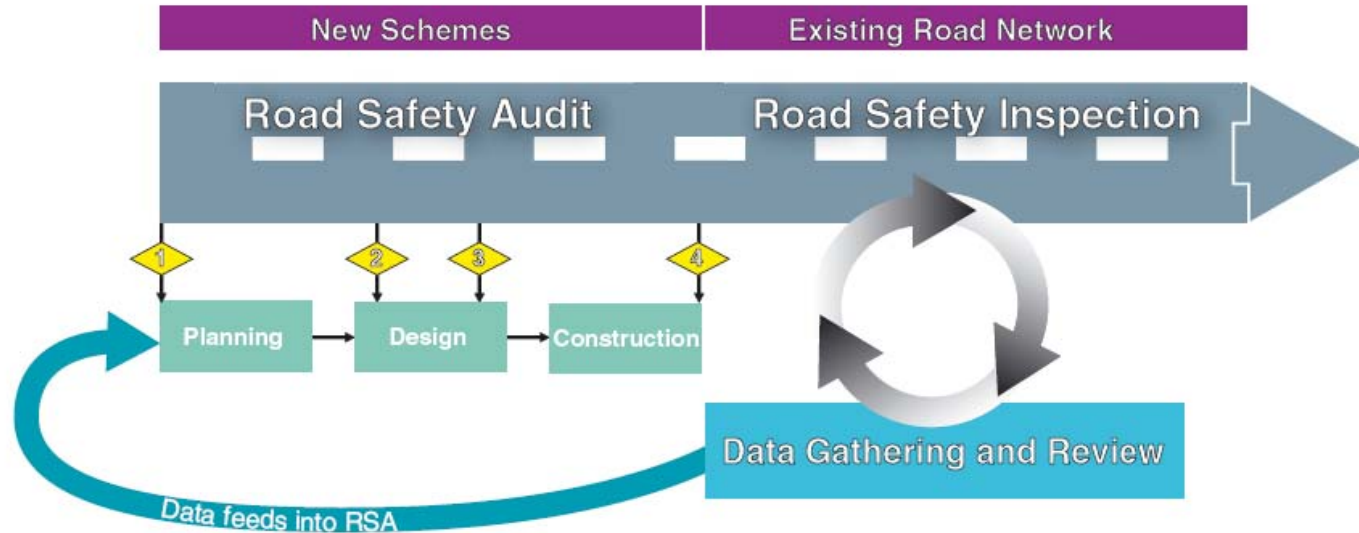 New Schemes
Existing Road Network
Road Safety Audit
Road Safety Inspection
1
2
3
4
Planning
Design
Construction
Data Gathering and Review
Data feeds into RSA